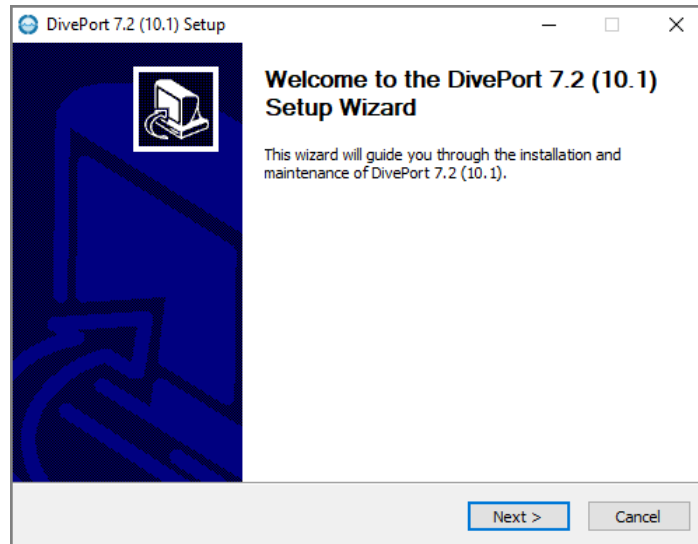 DivePort 7.2 (10.1) Setup
Welcome to the DivePort 7.2 (10.1)
Setup Wizard
This wizard will guide you through the installation and
maintenance of DivePort 7.2 (10.1).
Next >
Cancel